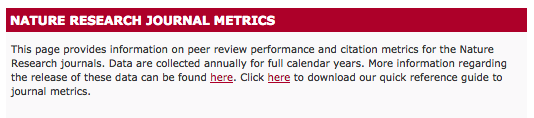 NATURE RESEARCH JOURNAL METRICS
This page provides information on peer review performance and citation metrics for the Nature
Research journals. Data are collected annually for full calendar years. More information regarding
the release of these data can be found here. Click here to download our quick reference guide to
journal metrics.